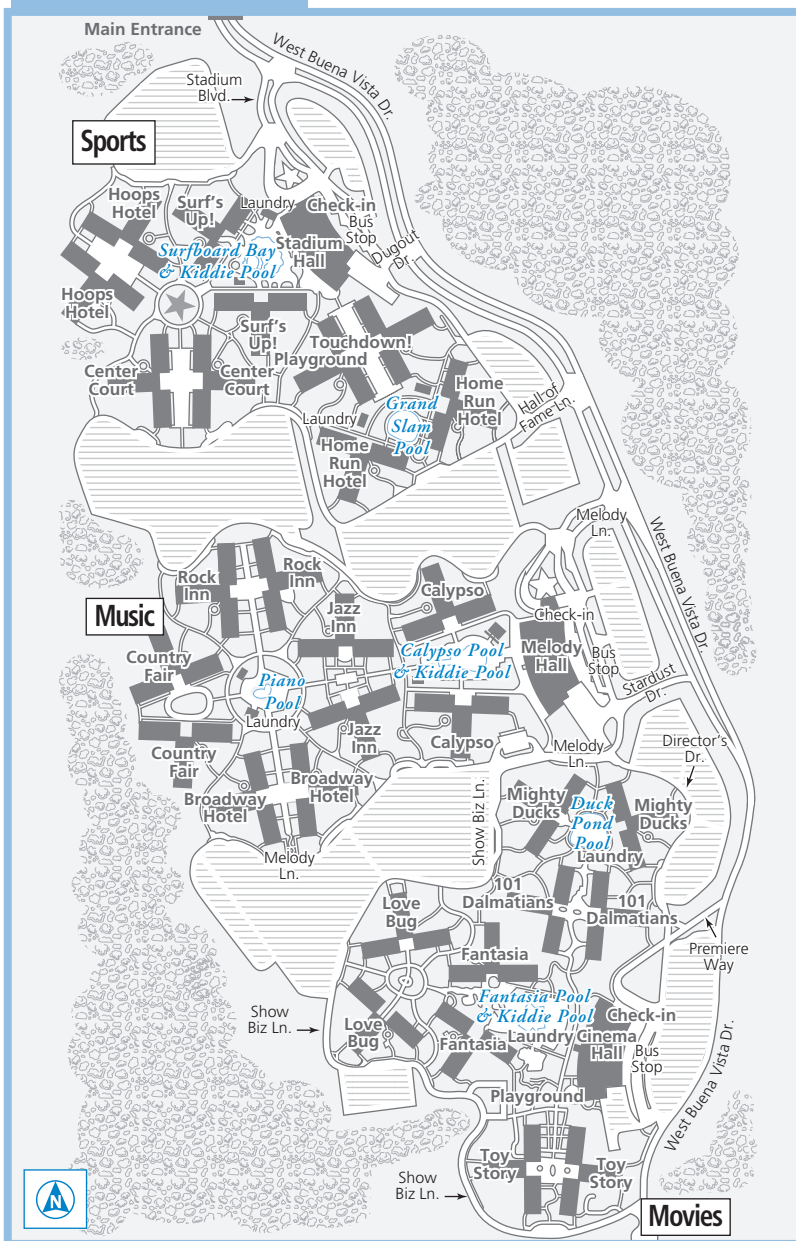 Main Entrance
West Buena Vista Dr.
Stadium
Blvd.
Sports
Hoops
Hotel
Surf's
Up!
Laundry
Check-in
Bus
Stop
Surfboard Bay
& Kiddie Pool
Stadium
Hall
Dugout
Dr.
Hoops
Hotel
Surf's
Up!
Touchdown!
Playground
Center
Court
Center
Court
Home
Run
Hotel
Hall of
Fame Ln.
Grand
Slam
Pool
Laundry
Home
Run
Hotel
Melody
Ln.
West Buena Vista Dr.
Rock
Inn
Rock
Inn
Calypso
Music
Jazz
Inn
Check-in
Country
Fair
Calypso Pool
& Kiddie Pool
Melody
Hall
Bus
Stop
Stardust
Dr.
Piano
Pool
Laundry
Jazz
Inn
Calypso
Country
Fair
Melody
Ln.
Director's
Dr.
Broadway
Hotel
Broadway
Hotel
Show Biz Ln.
Mighty
Ducks
Duck
Pond
Pool
Mighty
Ducks
Laundry
Melody
Ln.
101
Dalmatians
101
Dalmatians
Love
Bug
Premiere
Way
Fantasia
Fantasia Pool
& Kiddie Pool
Show
Biz Ln.
Love
Bug
Fantasia
Laundry
Cinema
Hall
Check-in
Bus
Stop
Playground
West Buena Vista Dr.
Toy
Story
Toy
Story
Show
Biz Ln.
Movies
N